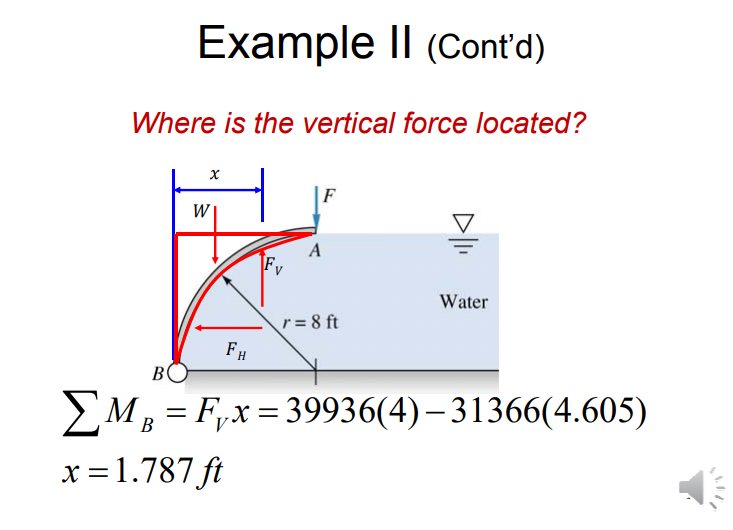 Example II (Cont'd)
Where is the vertical force located?
x
F
W
A
F_V
Water
r = 8 ft
F_H
B
∑ M_B = F_V x = 39936(4) − 31366(4.605)
x = 1.787 ft